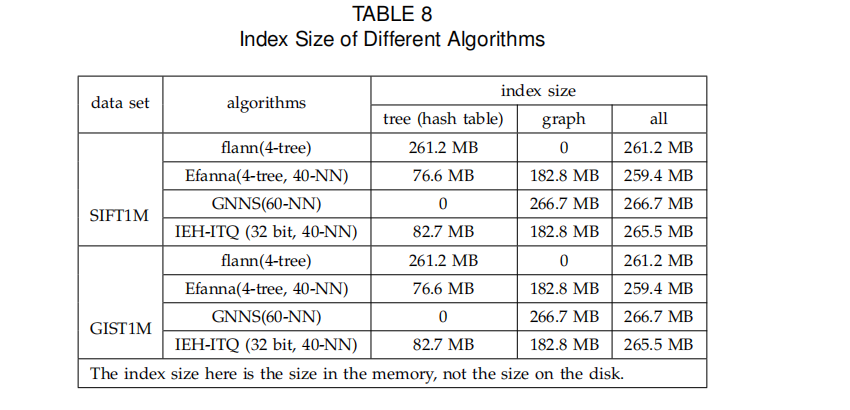 TABLE 8
Index Size of Different Algorithms
data set algorithms index size
tree (hash table) graph all
SIFT1M
flann(4-tree) 261.2 MB 0 261.2 MB
Efanna(4-tree, 40-NN) 76.6 MB 182.8 MB 259.4 MB
GNNS(60-NN) 0 266.7 MB 266.7 MB
IEH-ITQ (32 bit, 40-NN) 82.7 MB 182.8 MB 265.5 MB
GIST1M
flann(4-tree) 261.2 MB 0 261.2 MB
Efanna(4-tree, 40-NN) 76.6 MB 182.8 MB 259.4 MB
GNNS(60-NN) 0 266.7 MB 266.7 MB
IEH-ITQ (32 bit, 40-NN) 82.7 MB 182.8 MB 265.5 MB
The index size here is the size in the memory, not the size on the disk.